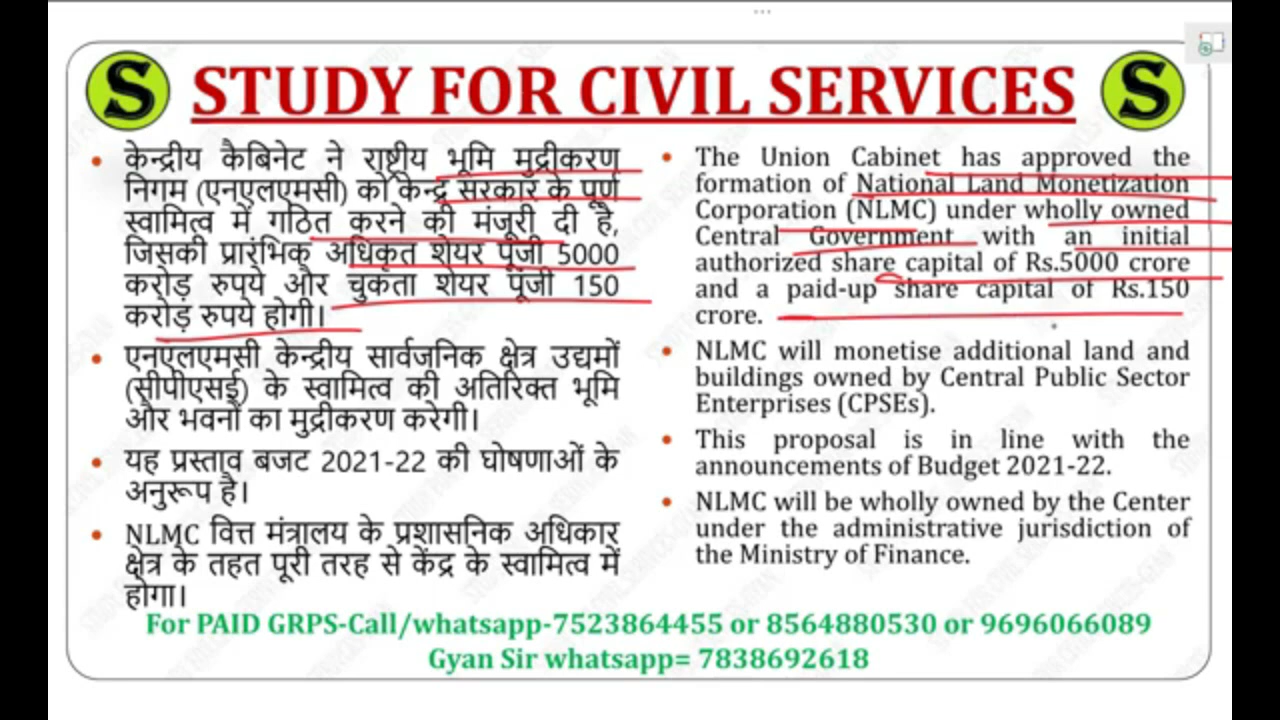 S STUDY FOR CIVIL SERVICES S
• केन्द्रीय कैबिनेट ने राष्ट्रीय भूमि मुद्रीकरण
निगम (एनएलएमसी) को केन्द्र सरकार के पूर्ण
स्वामित्व में गठित करने की मंजूरी दी है,
जिसकी प्रारंभिक अधिकृत शेयर पूंजी 5000
करोड़ रुपये और चुकता शेयर पूंजी 150
करोड़ रुपये होगी।
• एनएलएमसी केन्द्रीय सार्वजनिक क्षेत्र उद्यमों
(सीपीएसई) के स्वामित्व की अतिरिक्त भूमि
और भवनों का मुद्रीकरण करेगी।
• यह प्रस्ताव बजट 2021-22 की घोषणाओं के
अनुरूप है।
• NLMC वित्त मंत्रालय के प्रशासनिक अधिकार
क्षेत्र के तहत पूरी तरह से केंद्र के स्वामित्व में
होगा।
• The Union Cabinet has approved the
formation of National Land Monetization
Corporation (NLMC) under wholly owned
Central Government with an initial
authorized share capital of Rs.5000 crore
and a paid-up share capital of Rs.150
crore.
• NLMC will monetise additional land and
buildings owned by Central Public Sector
Enterprises (CPSEs).
• This proposal is in line with the
announcements of Budget 2021-22.
• NLMC will be wholly owned by the Center
under the administrative jurisdiction of
the Ministry of Finance.
For PAID GRPS-Call/whatsapp-7523864455 or 8564880530 or 9696066089
Gyan Sir whatsapp= 7838692618